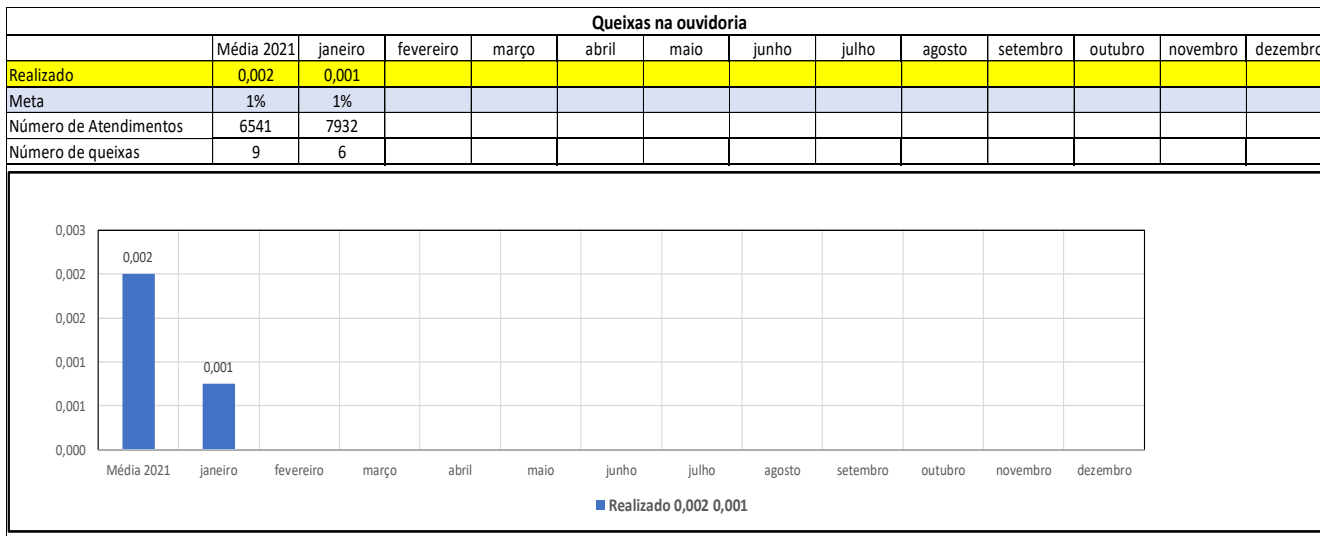 Queixas na ouvidoria
Média 2021 janeiro fevereiro março abril maio junho julho agosto setembro outubro novembro dezembro
Realizado 0,002 0,001
Meta 1% 1%
Número de Atendimentos 6541 7932
Número de queixas 9 6
0,003
0,002
0,002
0,002
0,001
0,001
0,001
0,000
Média 2021 janeiro fevereiro março abril maio junho julho agosto setembro outubro novembro dezembro
Realizado 0,002 0,001